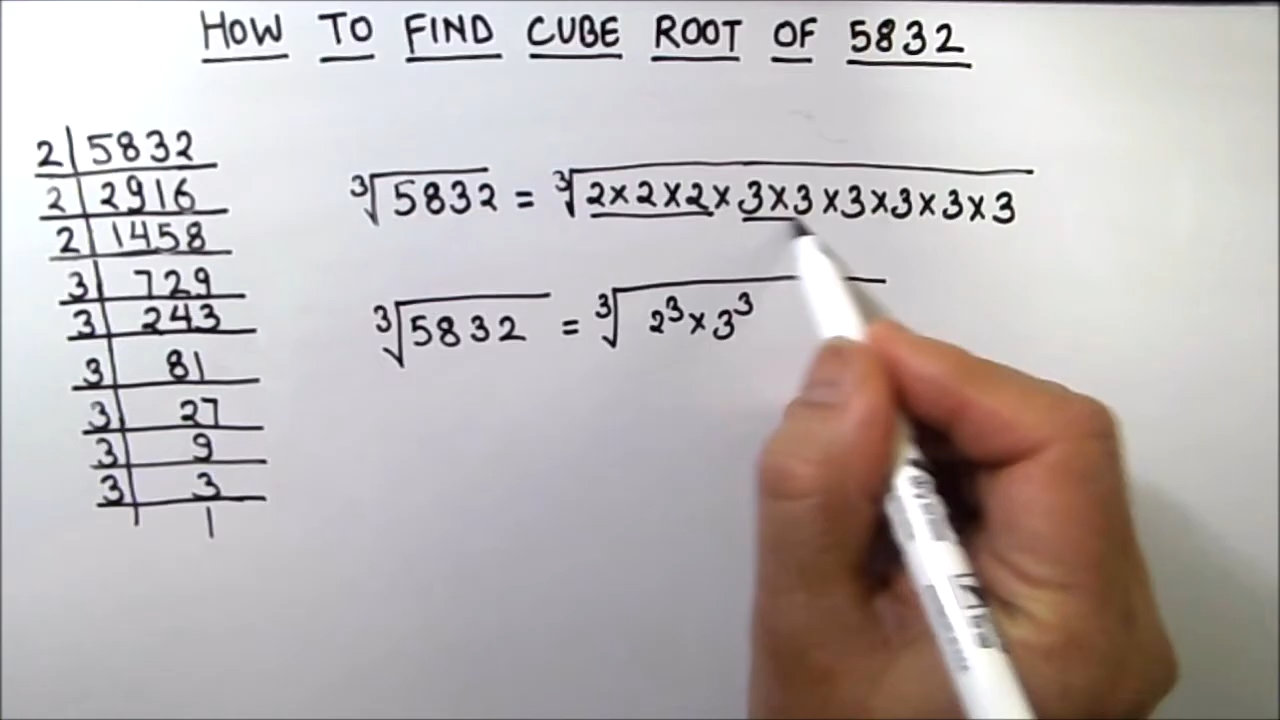 HOW TO FIND CUBE ROOT OF 5832
2 | 5832
2 | 2916
2 | 1458
3 | 729
3 | 243
3 | 81
3 | 27
3 | 9
3 | 3
1
∛5832 = ∛2×2×2×3×3×3×3×3×3
∛5832 = ∛2³×3³